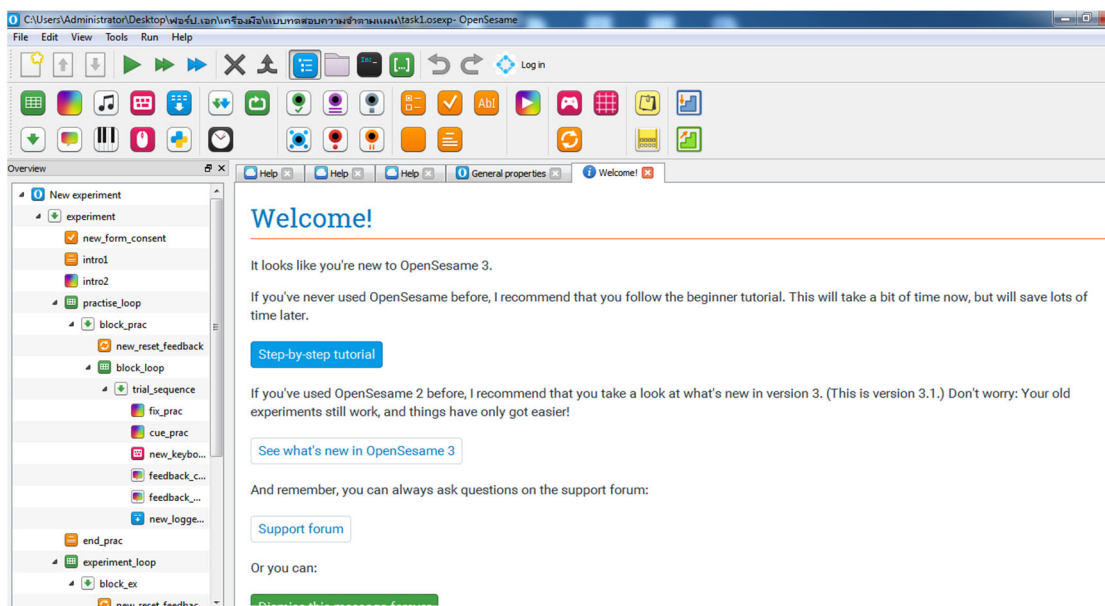 C:\Users\Administrator\Desktop\ฟอร์ป.เอก\เครื่องมือ\แบบทดสอบความจำตามแผน\task1.osexp- OpenSesame
File Edit View Tools Run Help
Log in
Abl
Overview
Help Help Help General properties Welcome!
New experiment
experiment
new_form_consent
intro1
intro2
practise_loop
block_prac
new_reset_feedback
block_loop
trial_sequence
fix_prac
cue_prac
new_keybo...
feedback_c...
feedback_...
new_logge...
end_prac
experiment_loop
block_ex
new_reset_feedbac...
Welcome!
It looks like you're new to OpenSesame 3.
If you've never used OpenSesame before, I recommend that you follow the beginner tutorial. This will take a bit of time now, but will save lots of
time later.
Step-by-step tutorial
If you've used OpenSesame 2 before, I recommend that you take a look at what's new in version 3. (This is version 3.1.) Don't worry: Your old
experiments still work, and things have only got easier!
See what's new in OpenSesame 3
And remember, you can always ask questions on the support forum:
Support forum
Or you can:
Dismiss this message forever